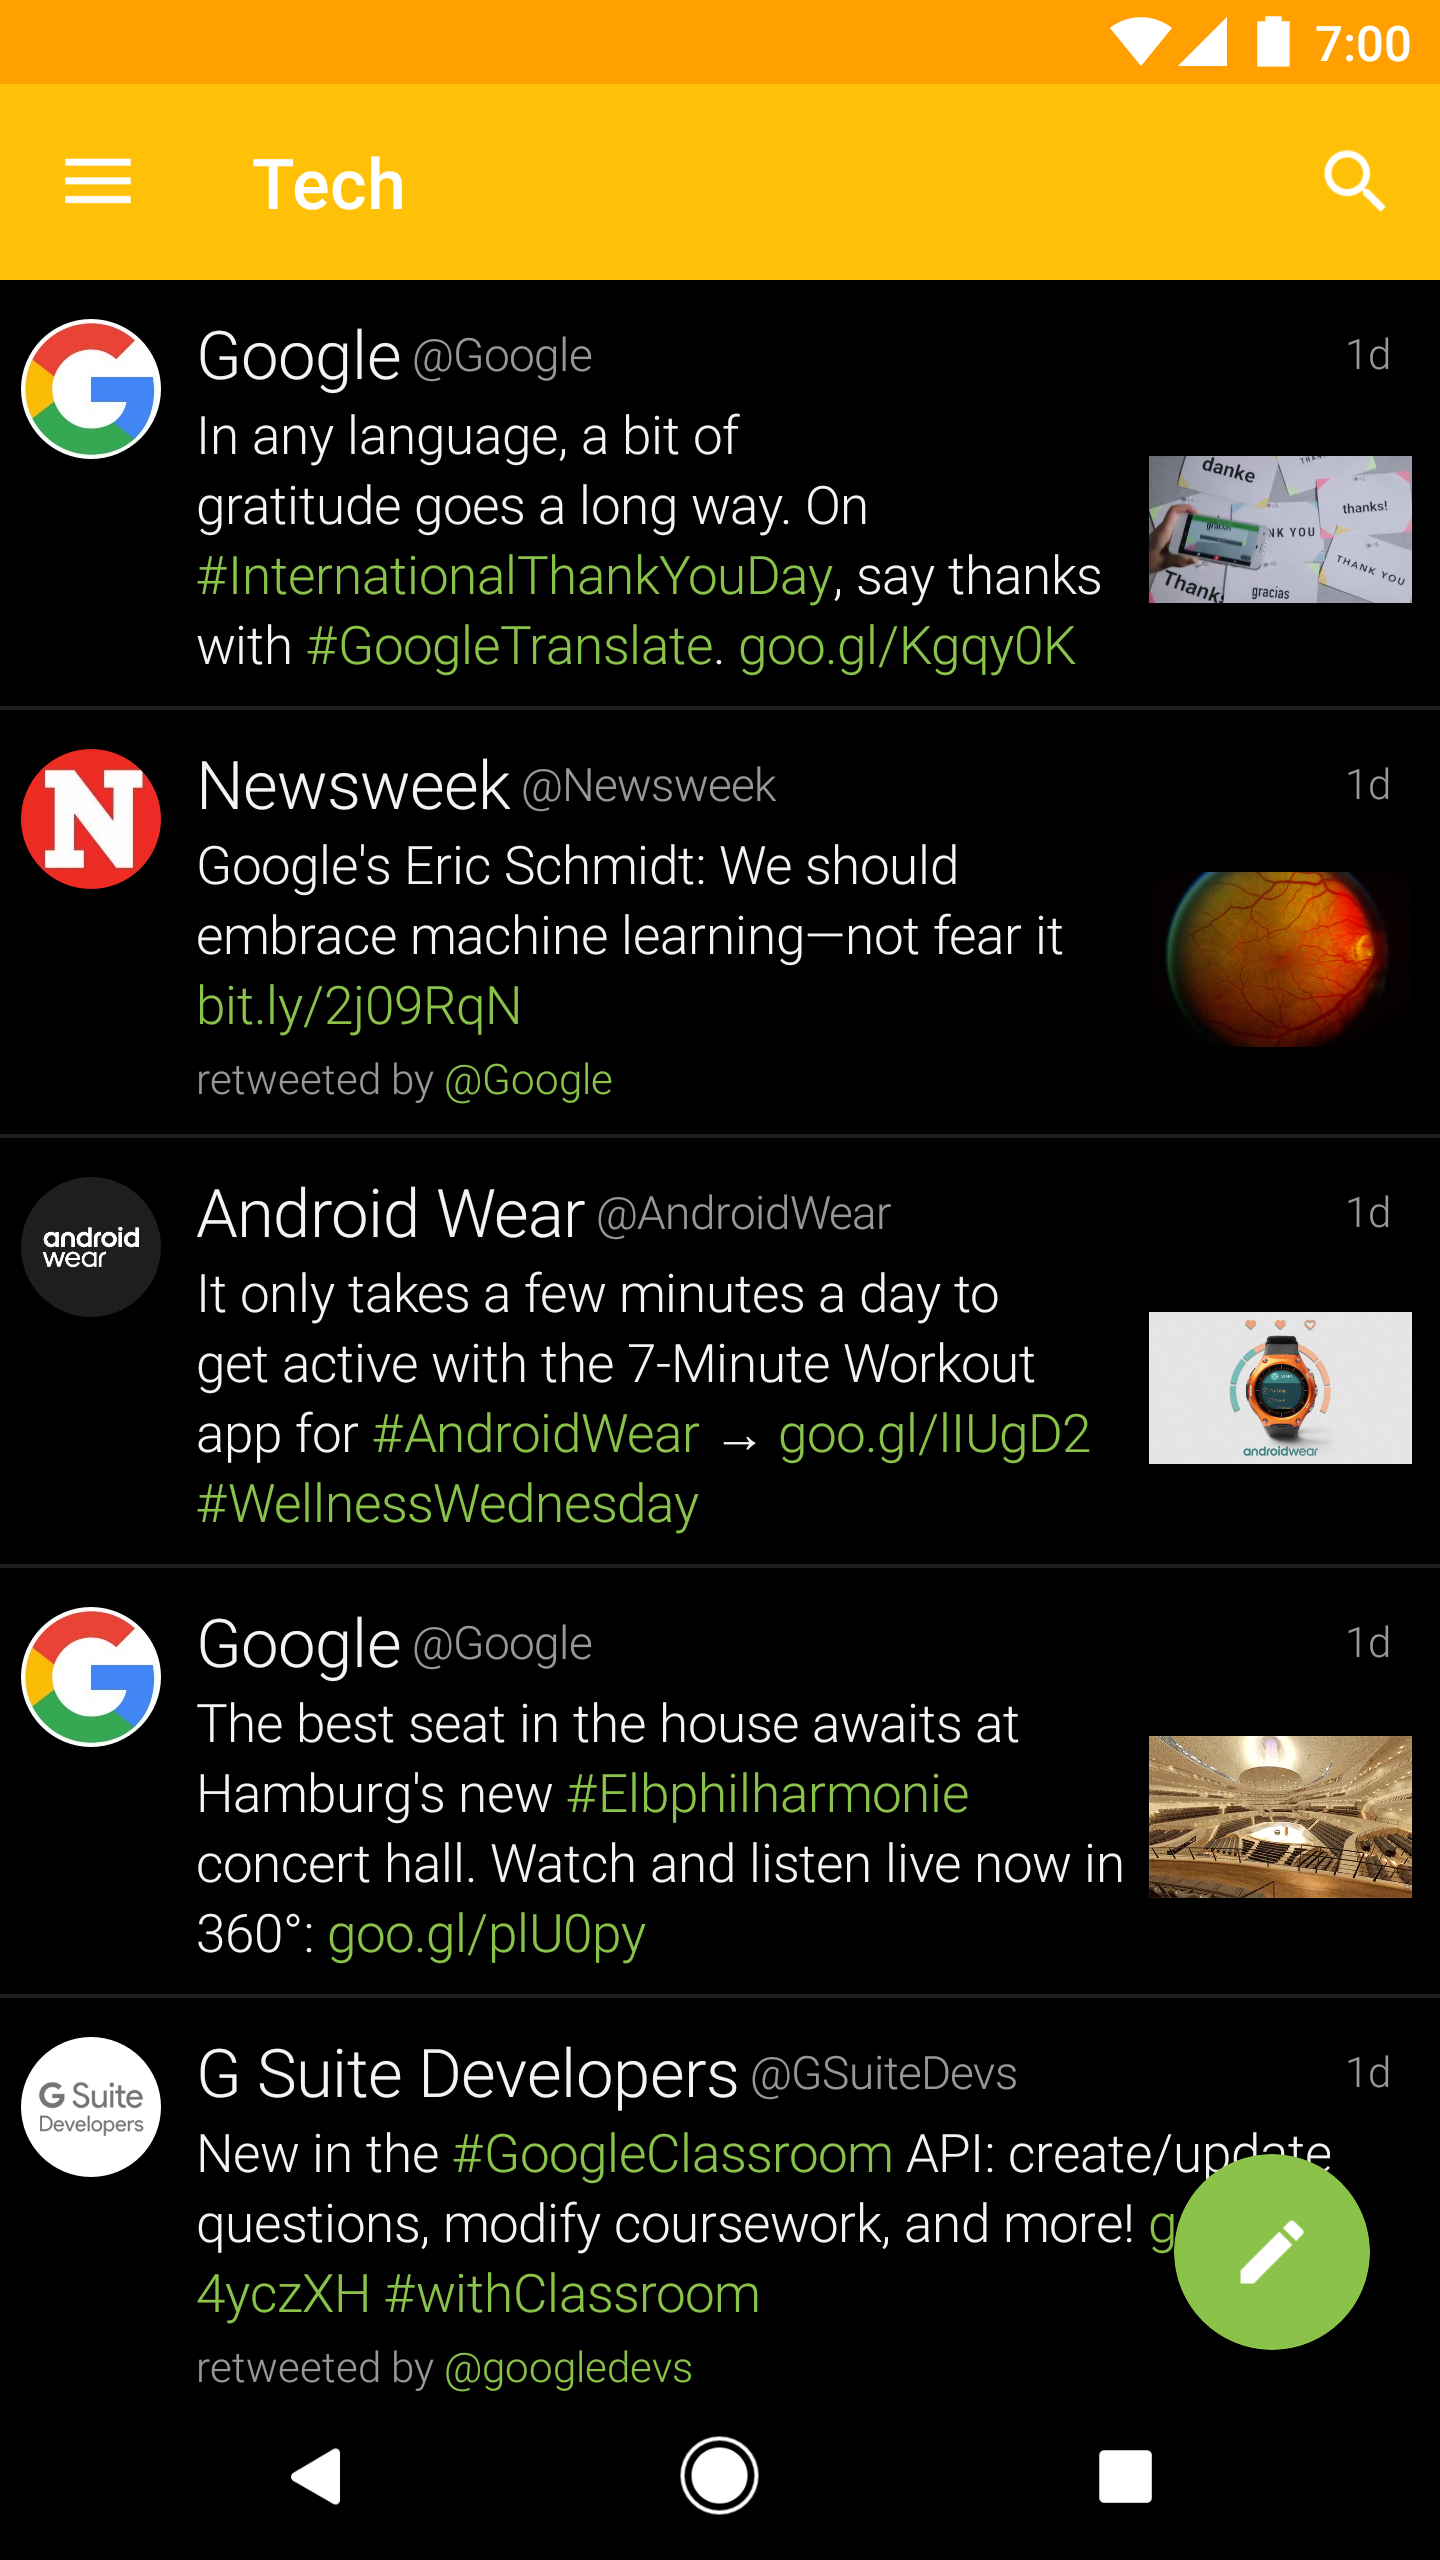 7:00
Tech
Google @Google 1d
In any language, a bit of
gratitude goes a long way. On
#InternationalThankYouDay, say thanks
with #GoogleTranslate. goo.gl/Kgqy0K
danke
thanks!
gracias
NK YOU
THANK YOU
Thanks
gracias
Newsweek @Newsweek 1d
N
Google's Eric Schmidt: We should
embrace machine learning—not fear it
bit.ly/2j09RqN
retweeted by @Google
Android Wear @AndroidWear 1d
android
wear
It only takes a few minutes a day to
get active with the 7-Minute Workout
app for #AndroidWear → goo.gl/lIUgD2
#WellnessWednesday
androidwear
Google @Google 1d
The best seat in the house awaits at
Hamburg's new #Elbphilharmonie
concert hall. Watch and listen live now in
360°: goo.gl/plU0py
G Suite Developers @GSuiteDevs 1d
G Suite
Developers
New in the #GoogleClassroom API: create/update
questions, modify coursework, and more! g
4yczXH #withClassroom
retweeted by @googledevs